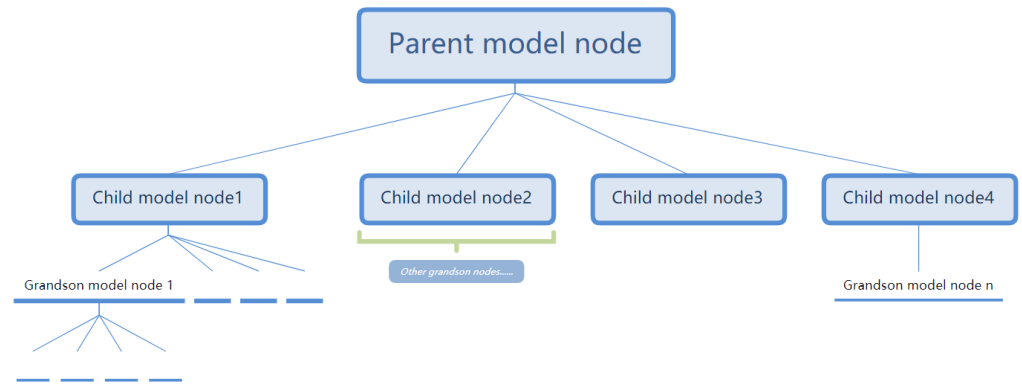 Parent model node
Child model node1
Child model node2
Child model node3
Child model node4
Other grandson nodes......
Grandson model node 1
Grandson model node n